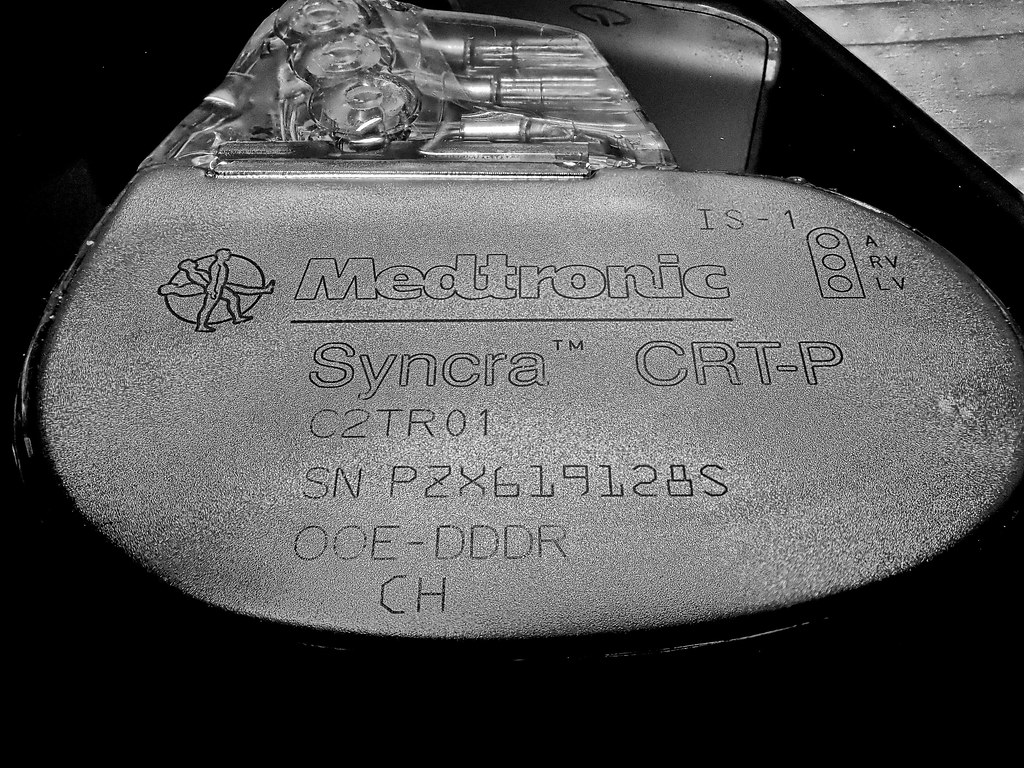 IS-1
A
RV
LV
Medtronic
Syncra™ CRT-P
C2TR01
SN PZX619128S
OOE-DDDR
CH